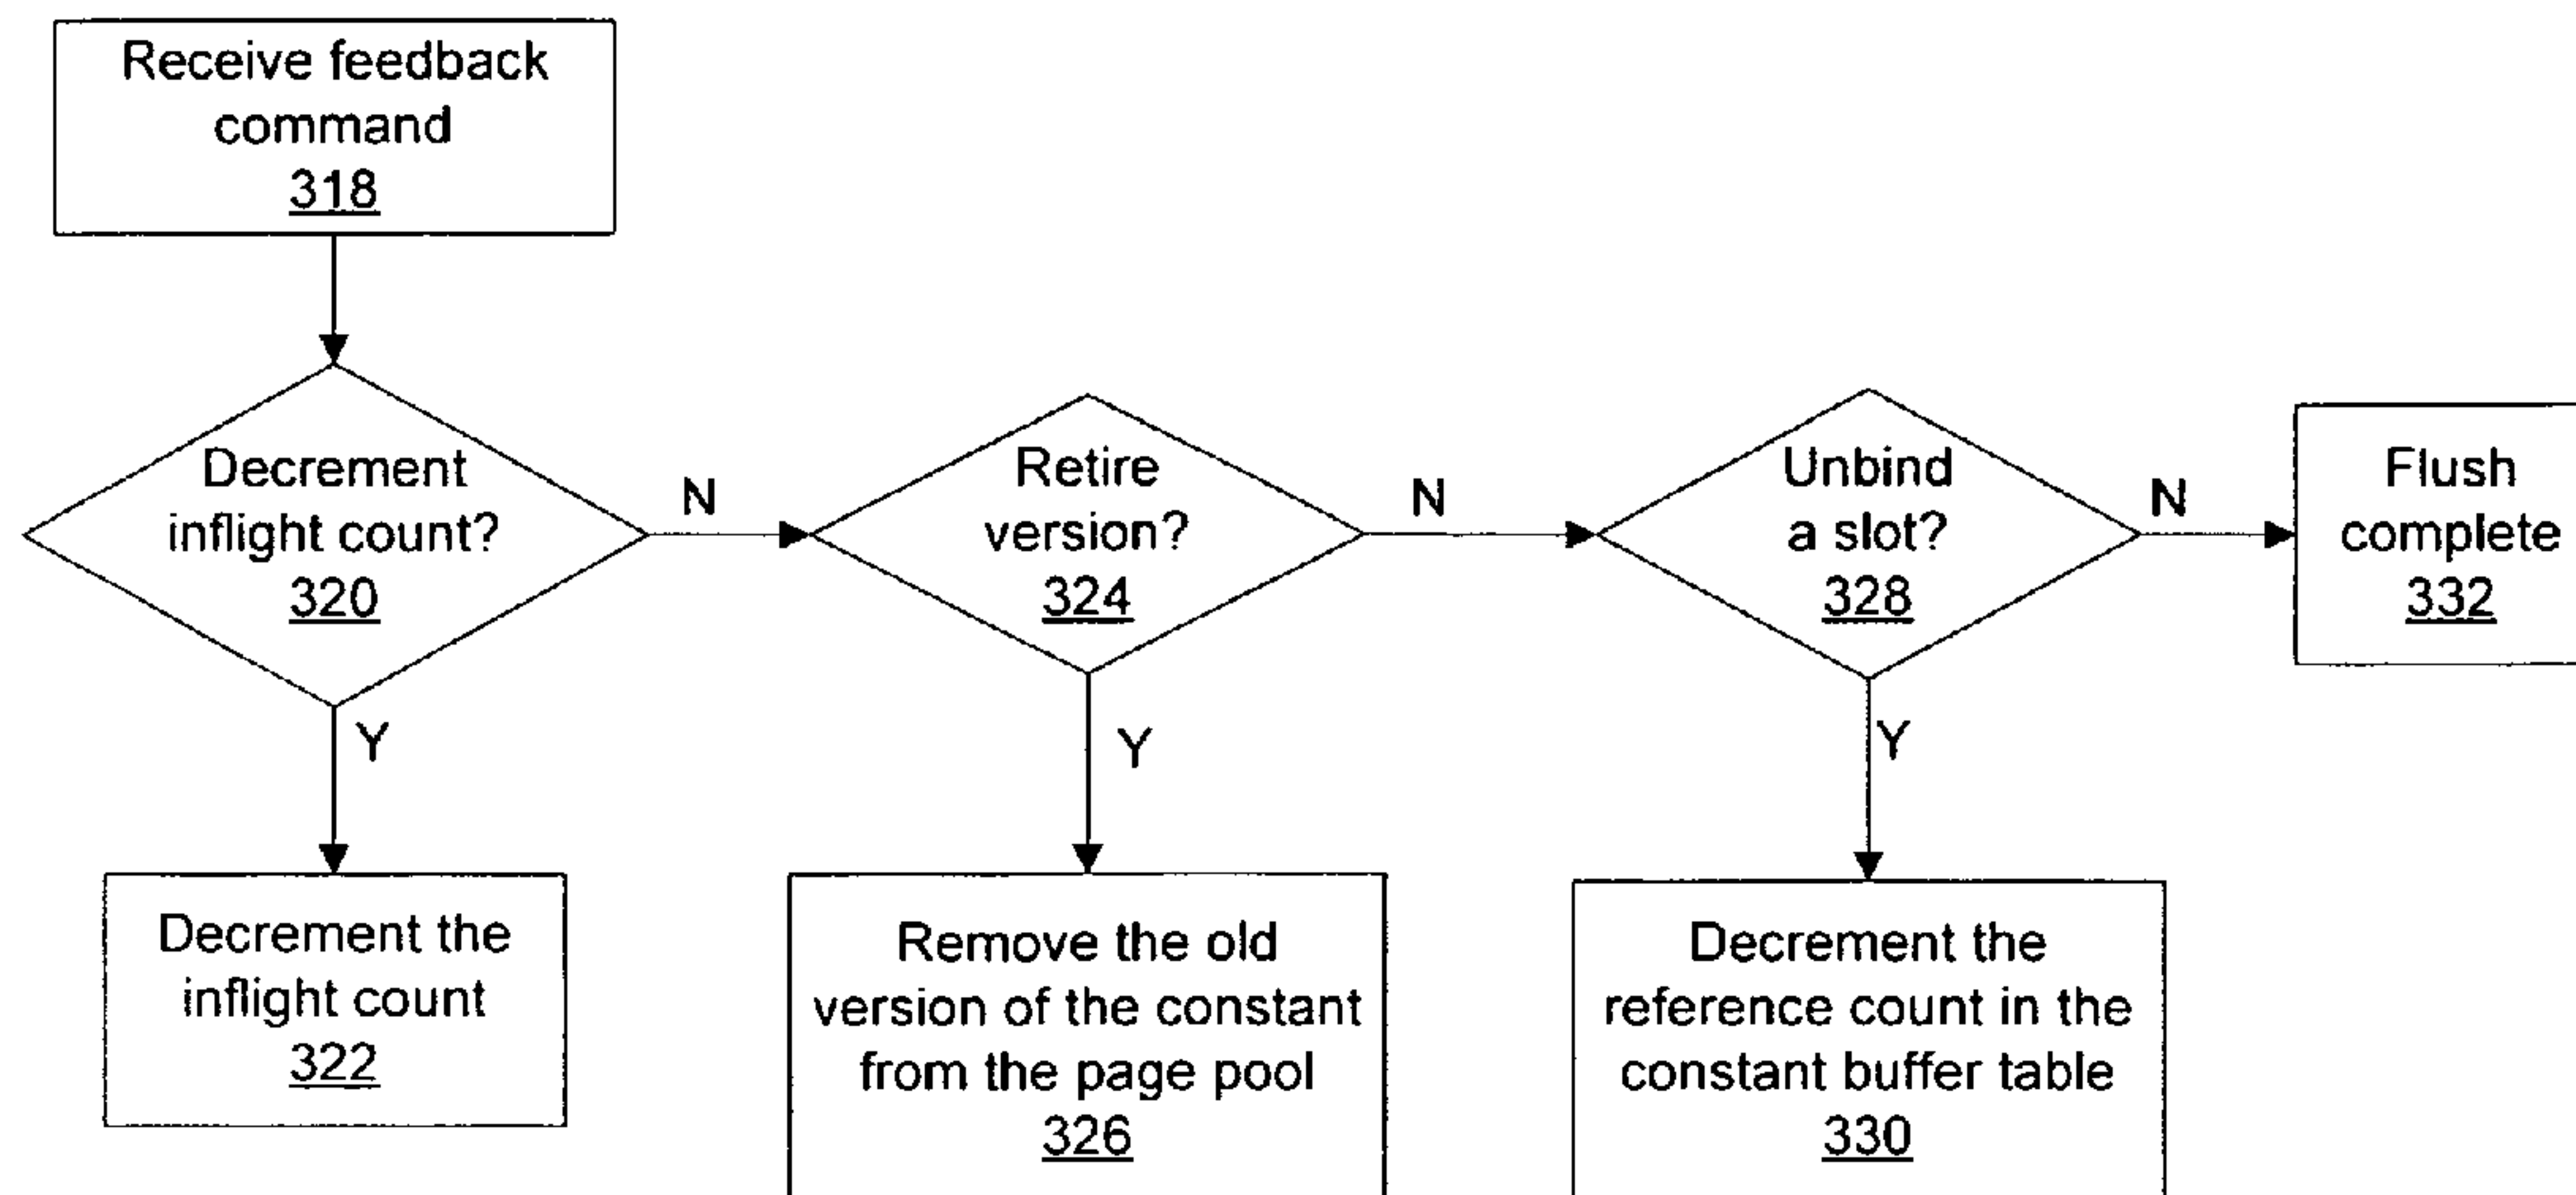 Receive feedback
command
318
Decrement
inflight count?
320
N
Retire
version?
324
N
Unbind
a slot?
328
N
Flush
complete
332
Y
Y
Y
Decrement the
inflight count
322
Remove the old
version of the constant
from the page pool
326
Decrement the
reference count in the
constant buffer table
330